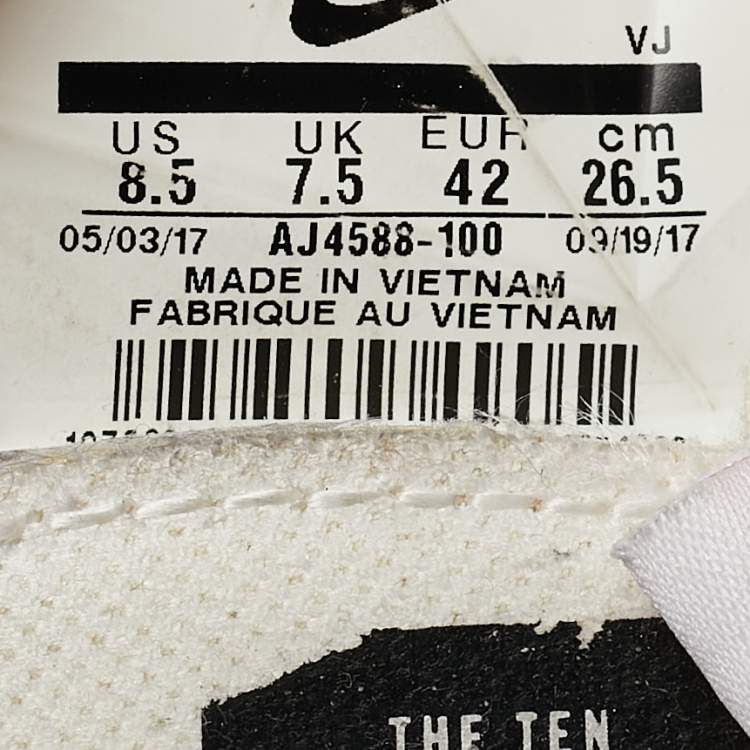 VJ
US UK EUR cm
8.5 7.5 42 26.5
05/03/17 AJ4588-100 09/19/17
MADE IN VIETNAM
FABRIQUE AU VIETNAM
THE TEN